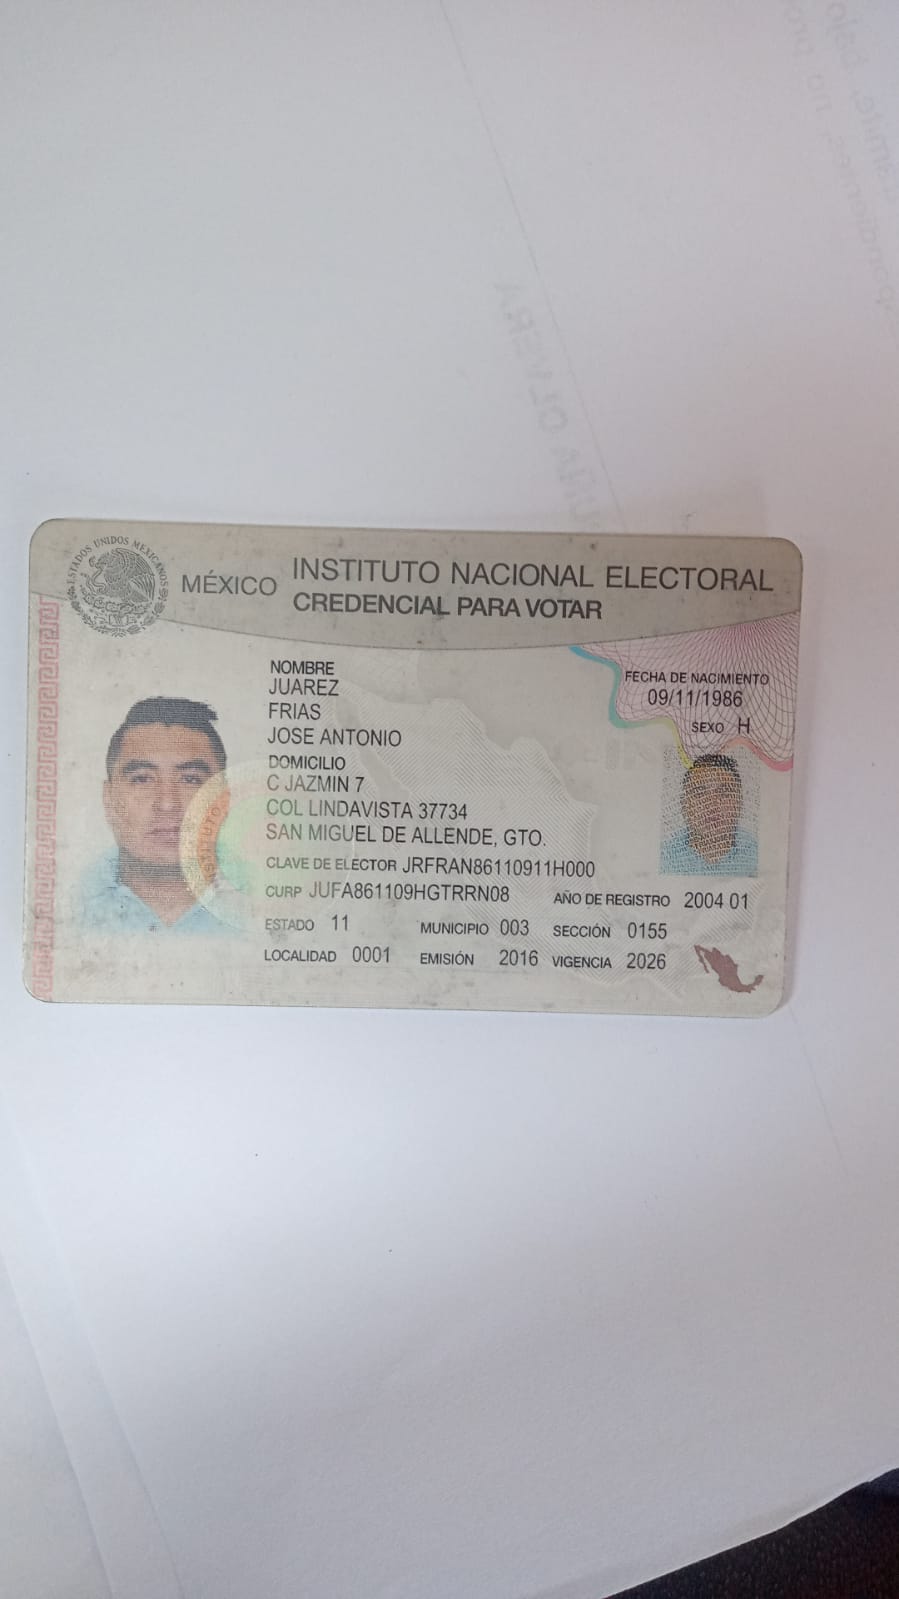 ESTADOS UNIDOS MEXICANOS
MÉXICO INSTITUTO NACIONAL ELECTORAL
CREDENCIAL PARA VOTAR
NOMBRE
JUAREZ
FRIAS
JOSE ANTONIO
FECHA DE NACIMIENTO
09/11/1986
SEXO H
DOMICILIO
C JAZMIN 7
COL LINDAVISTA 37734
SAN MIGUEL DE ALLENDE, GTO.
CLAVE DE ELECTOR JRFRAN86110911H000
CURP JUFA861109HGTRRN08 AÑO DE REGISTRO 2004 01
ESTADO 11 MUNICIPIO 003 SECCIÓN 0155
LOCALIDAD 0001 EMISIÓN 2016 VIGENCIA 2026